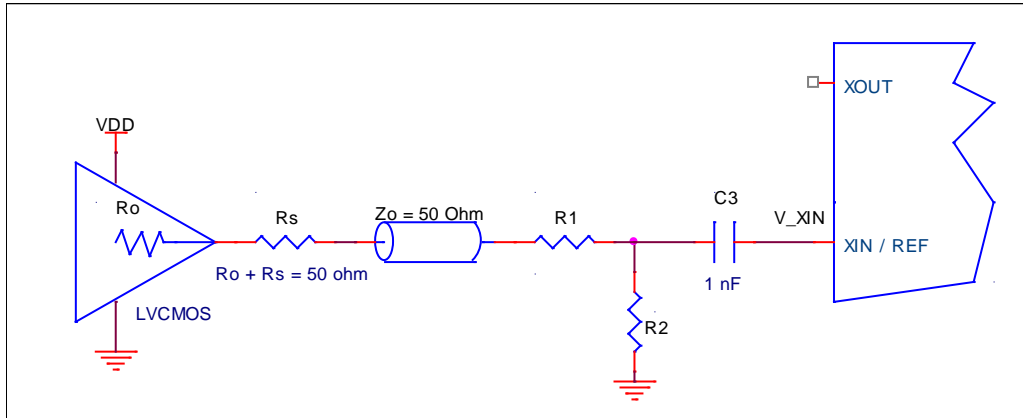 XOUT
VDD
Ro
Rs
Zo = 50 Ohm
R1
C3
V_XIN
XIN / REF
Ro + Rs = 50 ohm
1 nF
LVCMOS
R2